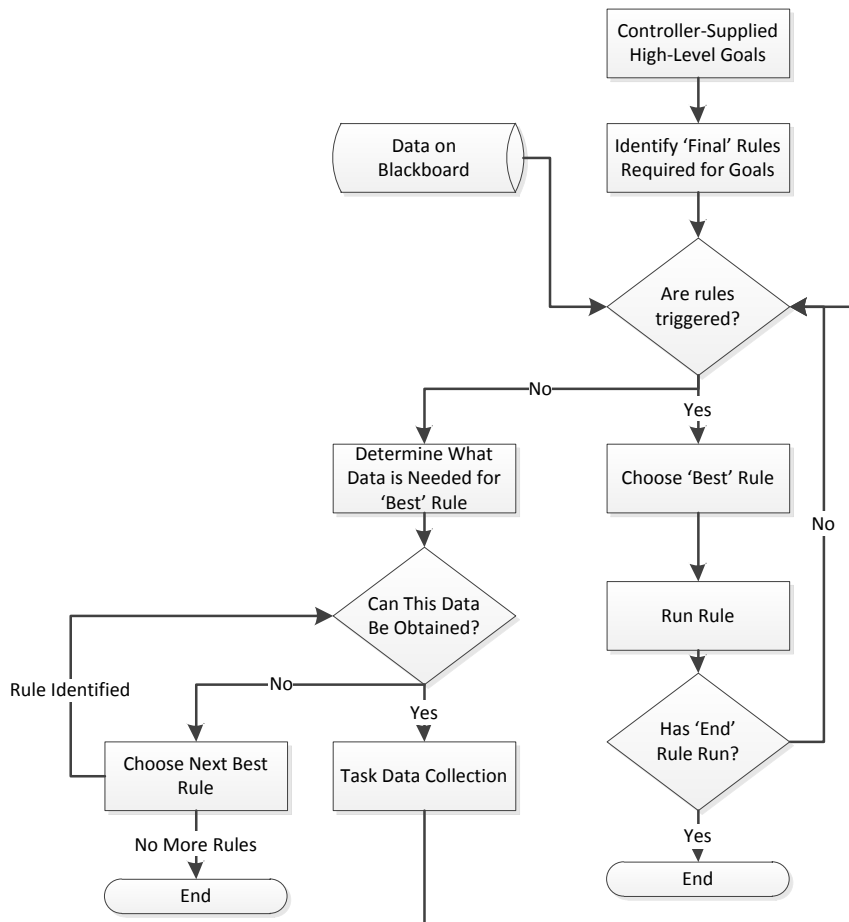 Controller-Supplied
High-Level Goals
Data on
Blackboard
Identify ‘Final’ Rules
Required for Goals
Are rules
triggered?
No
Yes
Determine What
Data is Needed for
‘Best’ Rule
Choose ‘Best’ Rule
No
Can This Data
Be Obtained?
Run Rule
Rule Identified
No
Yes
Has ‘End’
Rule Run?
Choose Next Best
Rule
Task Data Collection
No More Rules
Yes
End
End